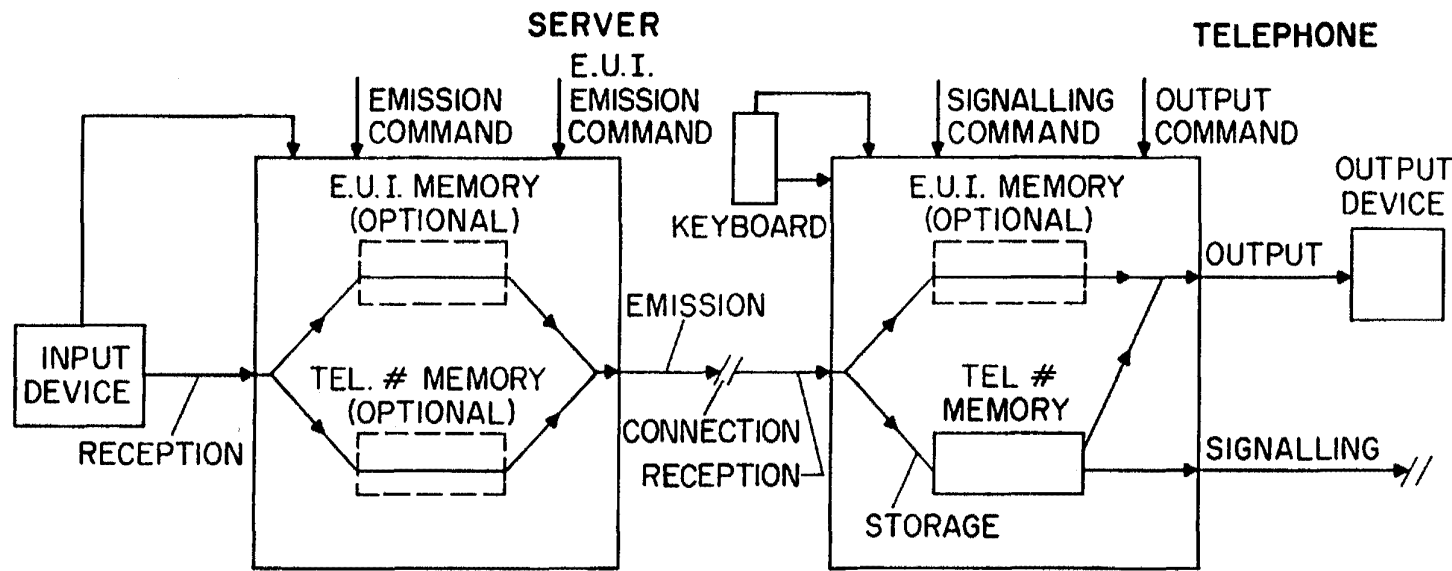 SERVER
TELEPHONE
E.U.I.
EMISSION
COMMAND
EMISSION
COMMAND
SIGNALLING
COMMAND
OUTPUT
COMMAND
E.U.I. MEMORY
(OPTIONAL)
KEYBOARD
E.U.I. MEMORY
(OPTIONAL)
OUTPUT
DEVICE
OUTPUT
EMISSION
INPUT
DEVICE
TEL. # MEMORY
(OPTIONAL)
TEL #
MEMORY
RECEPTION
CONNECTION
RECEPTION
SIGNALLING
STORAGE